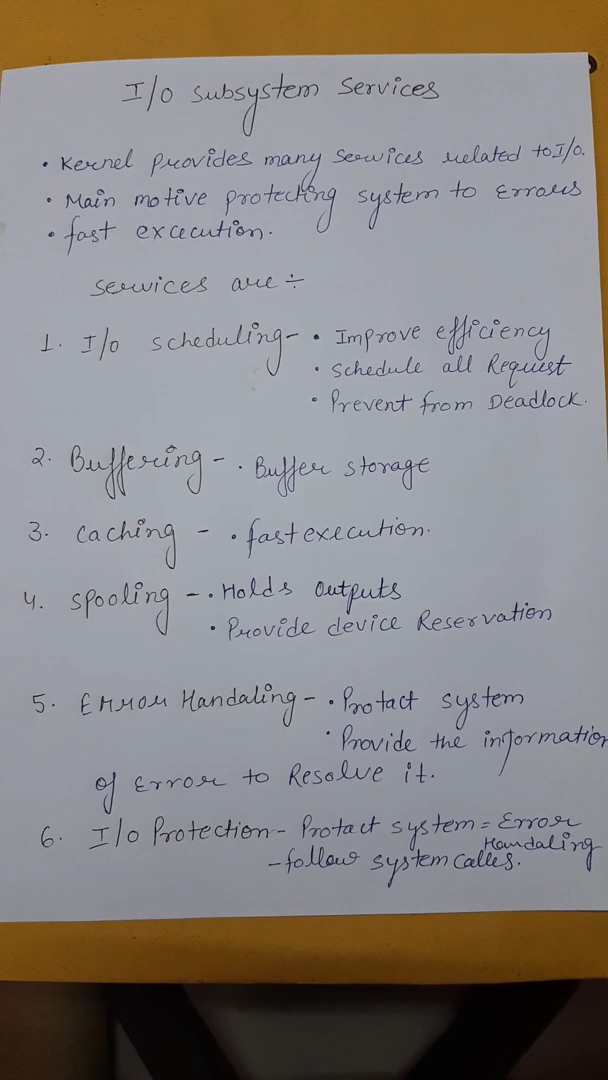 I/O Subsystem Services
• Kernel provides many services related to I/O.
• Main motive protecting system to Errors
• fast excecution.
Services are ÷
1. I/O Scheduling - • Improve efficiency
• Schedule all Request
• Prevent from Deadlock.
2. Buffering - • Buffer storage
3. Caching - • fast execution.
4. Spooling - • Holds Outputs
• Provide device Reservation
5. Error Handaling - • Protact system
• Provide the information
of Error to Resolve it.
6. I/O Protection - Protact system = Error
Handaling
- follow system calles.